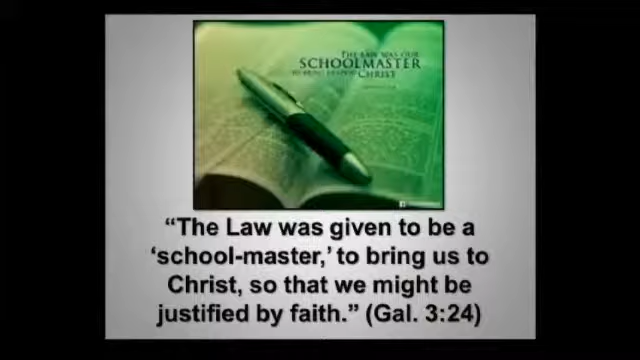 THE LAW WAS OUR
SCHOOLMASTER
CHRIST
“The Law was given to be a
‘school-master,’ to bring us to
Christ, so that we might be
justified by faith.” (Gal. 3:24)